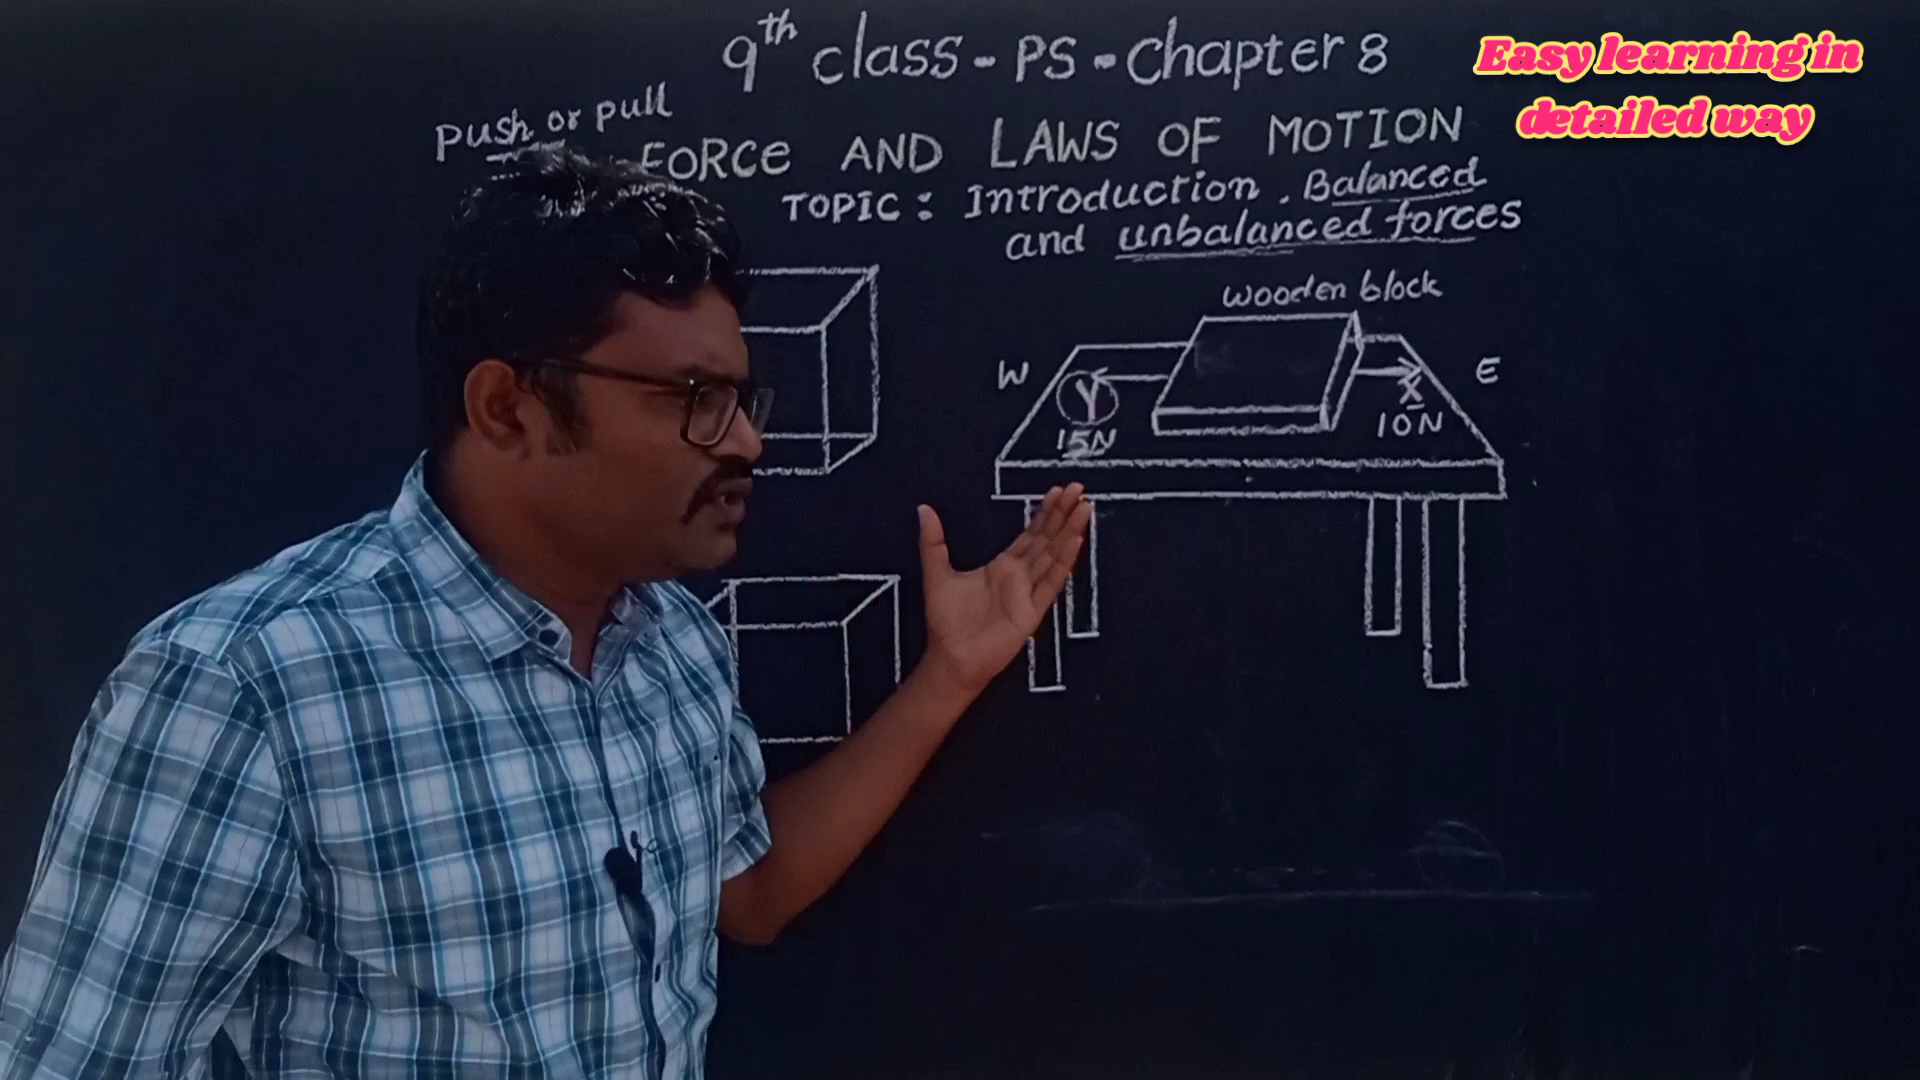 9th class - PS - Chapter 8
Easy learning in
detailed way
push or pull
FORCE AND LAWS OF MOTION
TOPIC : Introduction . Balanced
and unbalanced forces
wooden block
W
E
Y
X
15N
10N